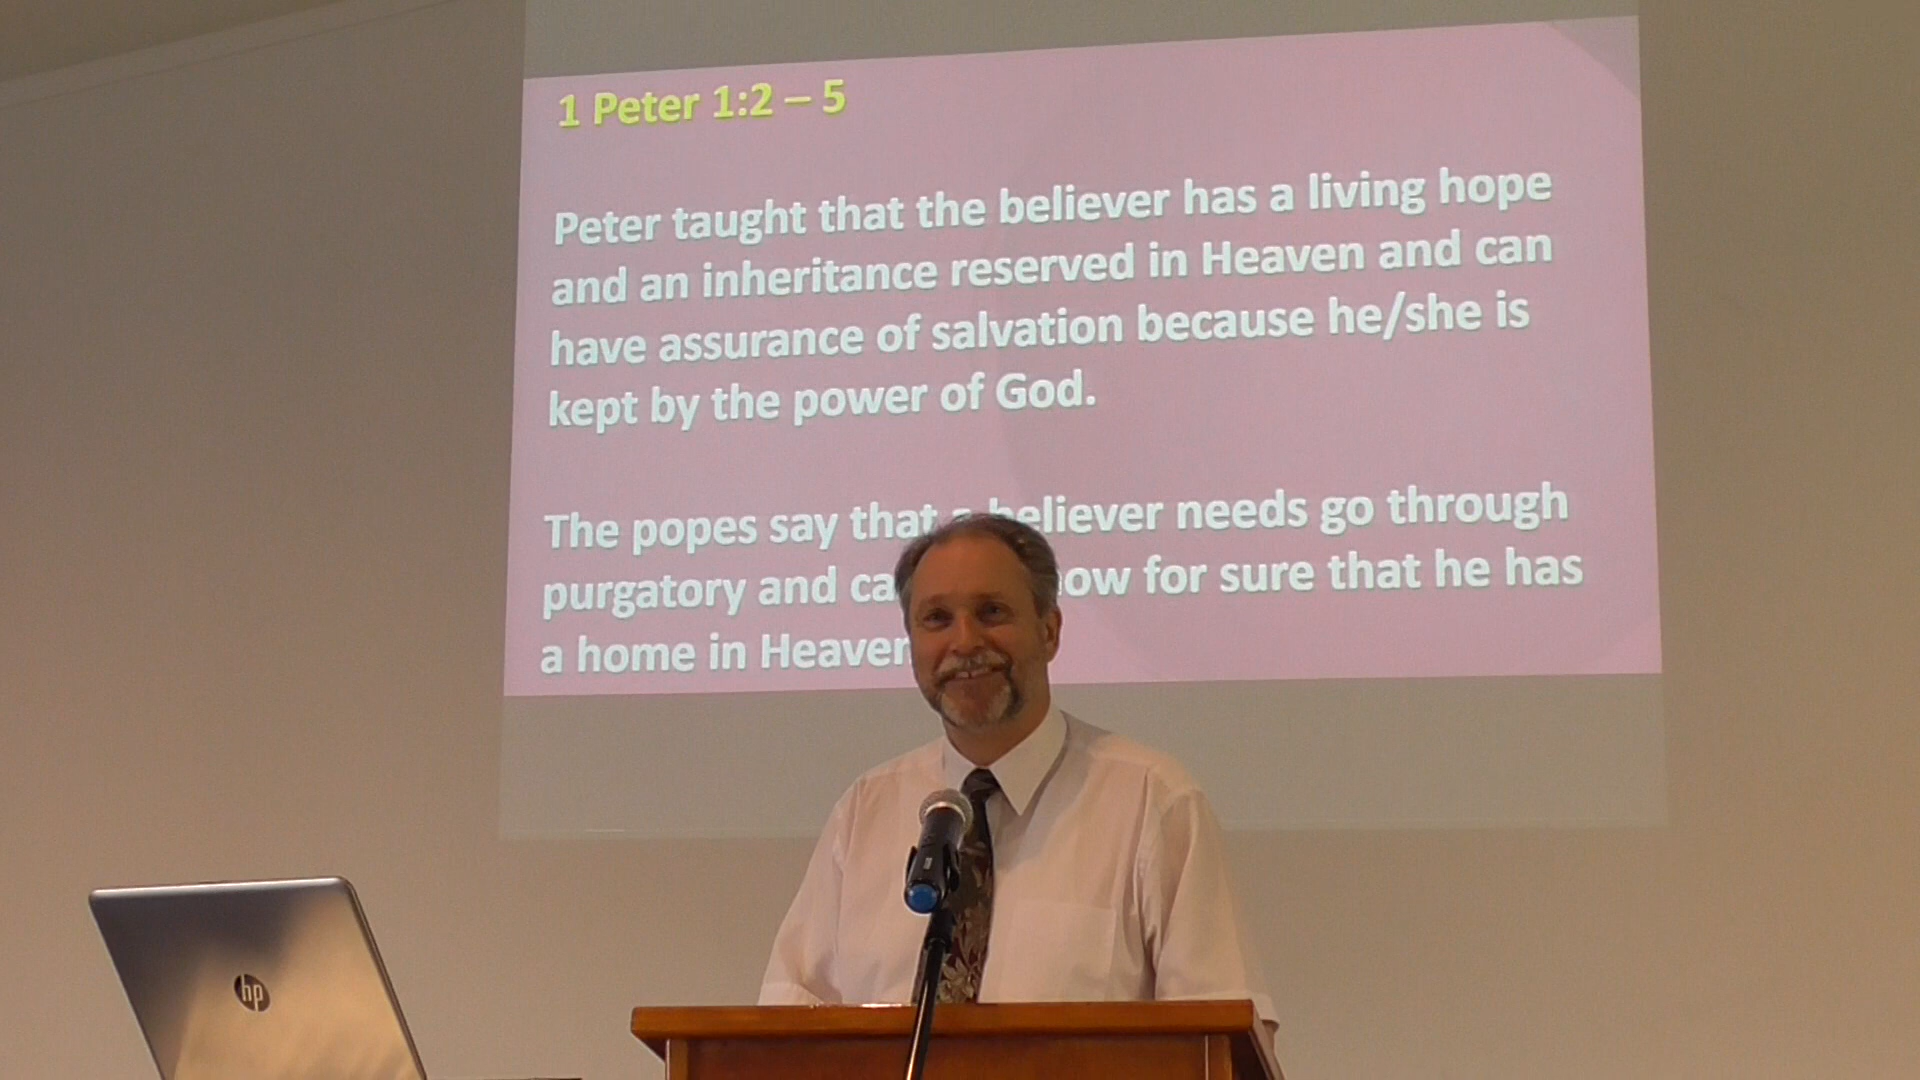 1 Peter 1:2 – 5
Peter taught that the believer has a living hope
and an inheritance reserved in Heaven and can
have assurance of salvation because he/she is
kept by the power of God.
The popes say that believer needs go through
purgatory and for sure that he has
a home in Heaven
hp